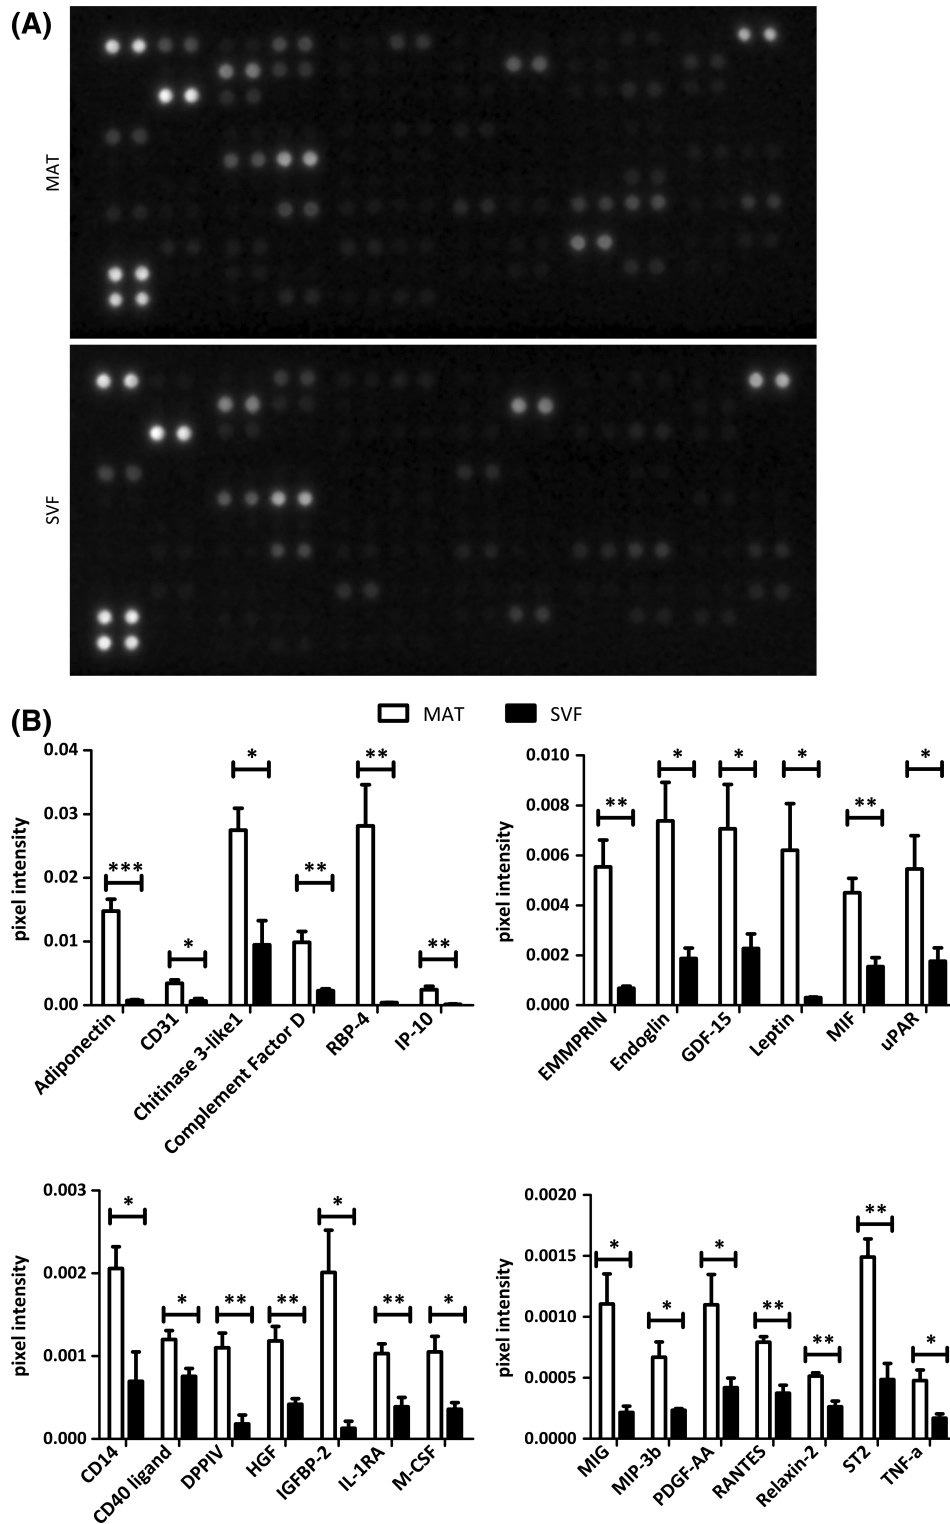 (A)
MAT
SVF
(B)
MAT SVF
0.04
0.03
0.02
0.01
0.00
pixel intensity
***
*
*
**
**
**
Adiponectin
CD31
Chitinase 3-like1
Complement Factor D
RBP-4
IP-10
0.010
0.008
0.006
0.004
0.002
0.000
pixel intensity
**
*
*
*
**
*
EMMPRIN
Endoglin
GDF-15
Leptin
MIF
uPAR
0.003
0.002
0.001
0.000
pixel intensity
*
*
**
**
*
**
*
CD14
CD40 ligand
DPPIV
HGF
IGFBP-2
IL-1RA
M-CSF
0.0020
0.0015
0.0010
0.0005
0.0000
pixel intensity
*
*
*
**
**
**
*
MIG
MIP-3b
PDGF-AA
RANTES
Relaxin-2
ST2
TNF-a